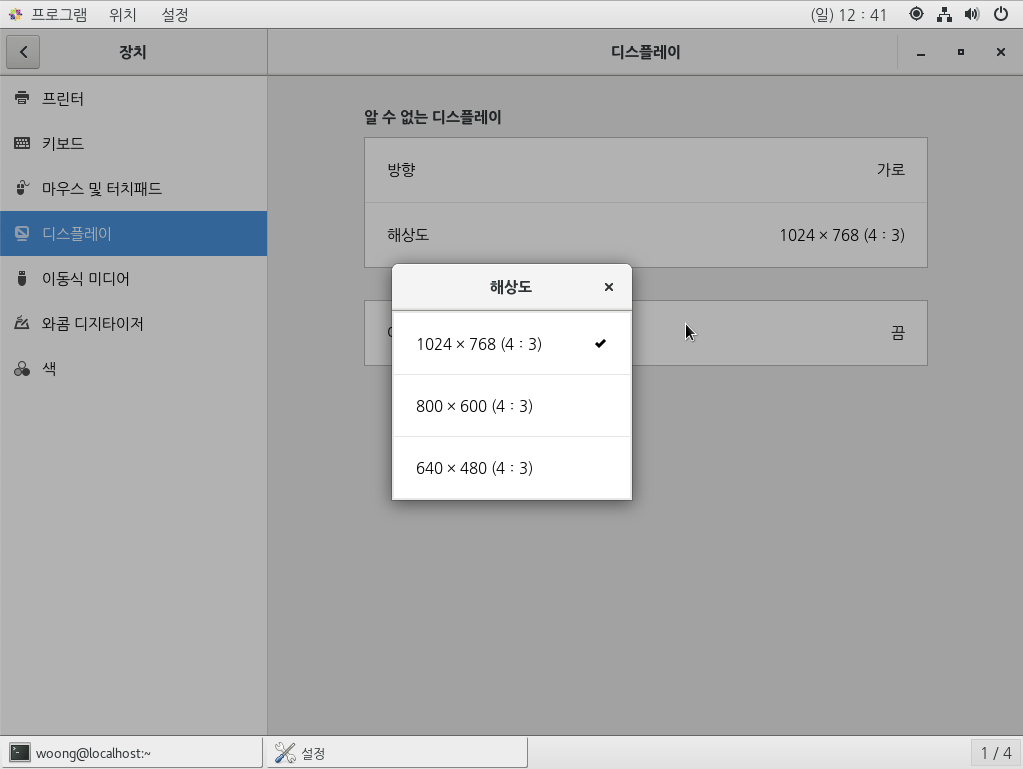 프로그램 위치 설정 (일) 12 : 41
장치 디스플레이
프린터
키보드
마우스 및 터치패드
디스플레이
이동식 미디어
와콤 디지타이저
색
알 수 없는 디스플레이
방향 가로
해상도 1024 × 768 (4 : 3)
끔
해상도
1024 × 768 (4 : 3)
800 × 600 (4 : 3)
640 × 480 (4 : 3)
woong@localhost:~ 설정 1 / 4